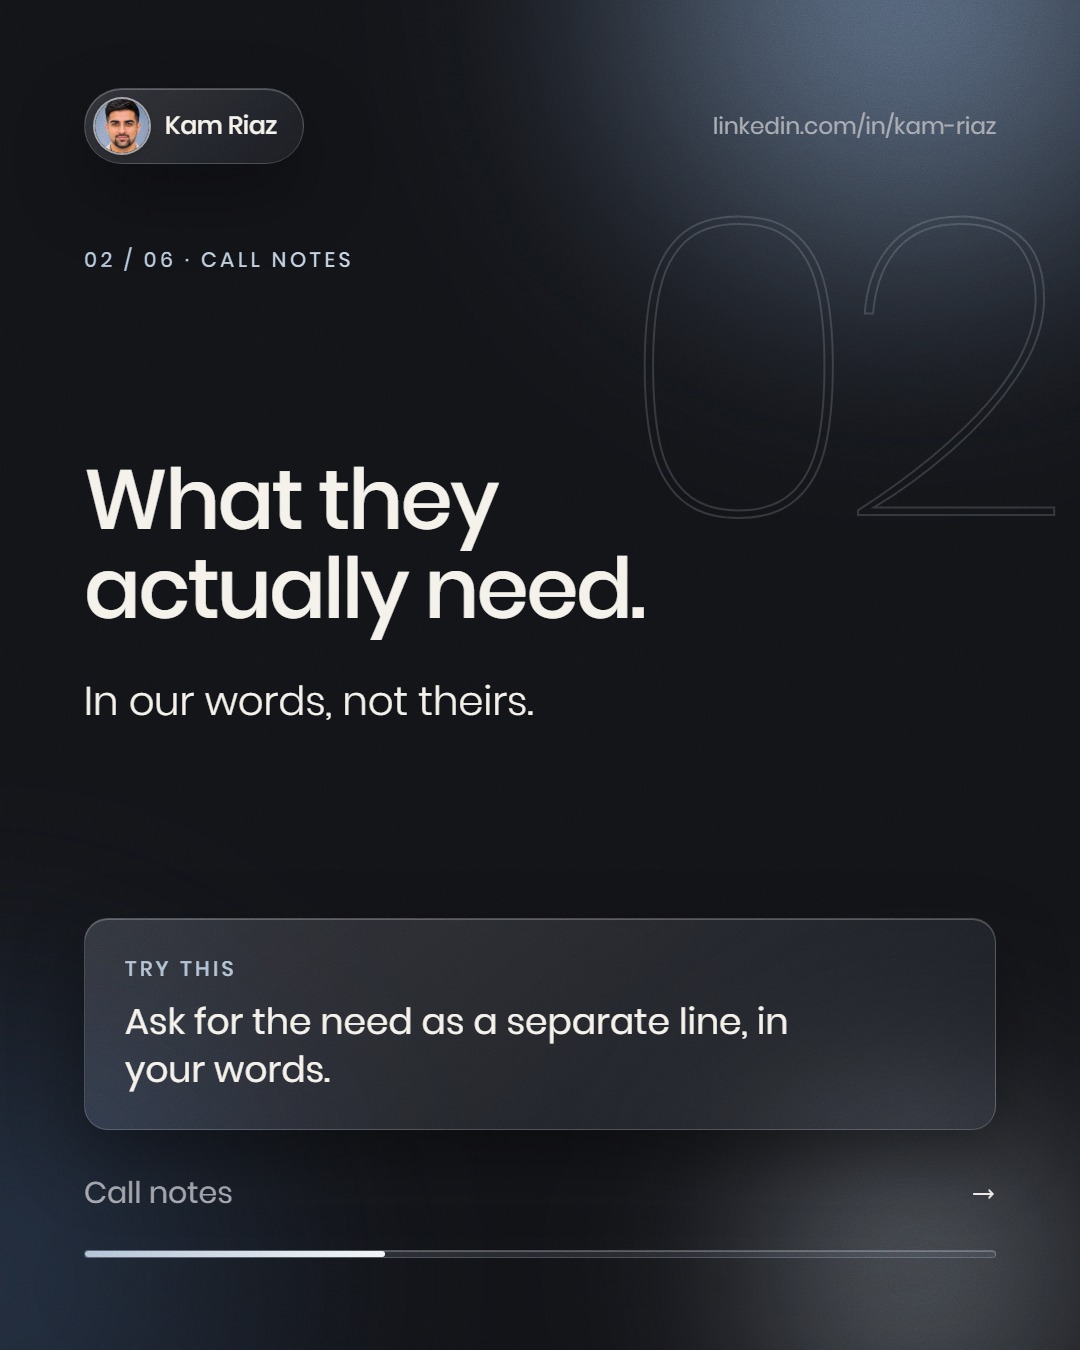 Kam Riaz
linkedin.com/in/kam-riaz
02 / 06 · CALL NOTES
02
What they
actually need.
In our words, not theirs.
TRY THIS
Ask for the need as a separate line, in
your words.
Call notes
→